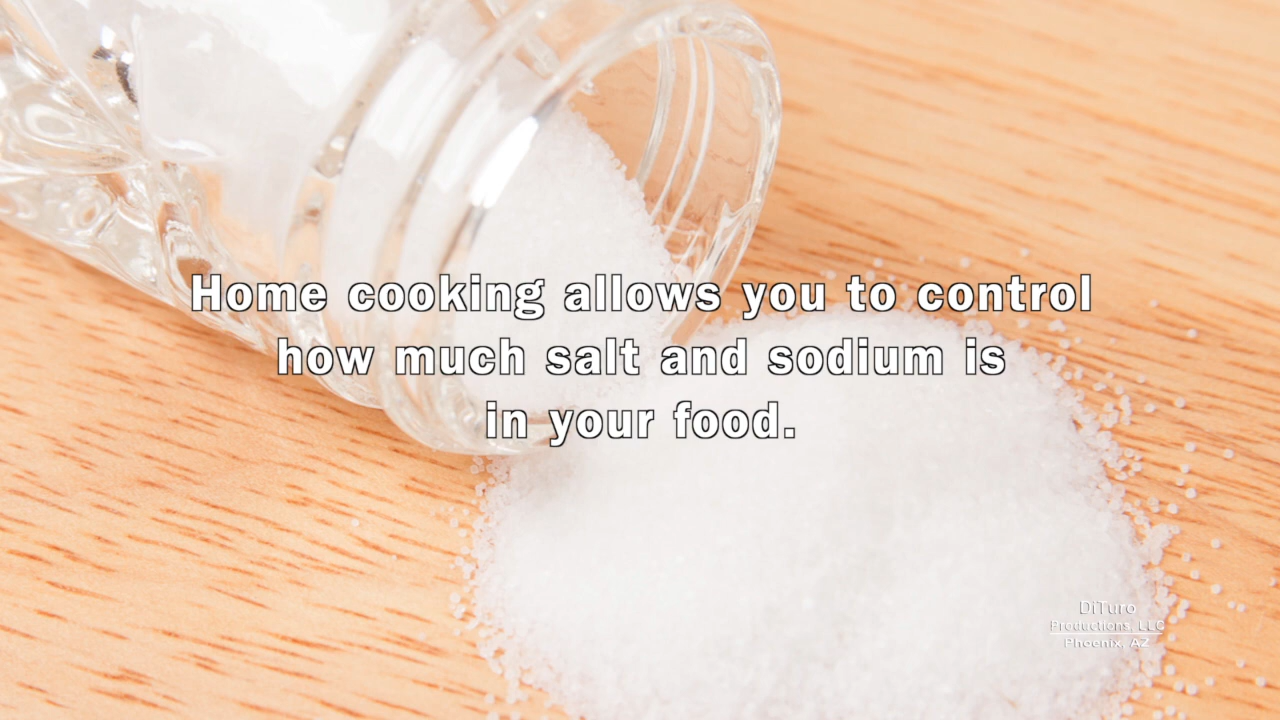 Home cooking allows you to control
how much salt and sodium is
in your food.
DiTuro
Productions, LLC
Phoenix, AZ